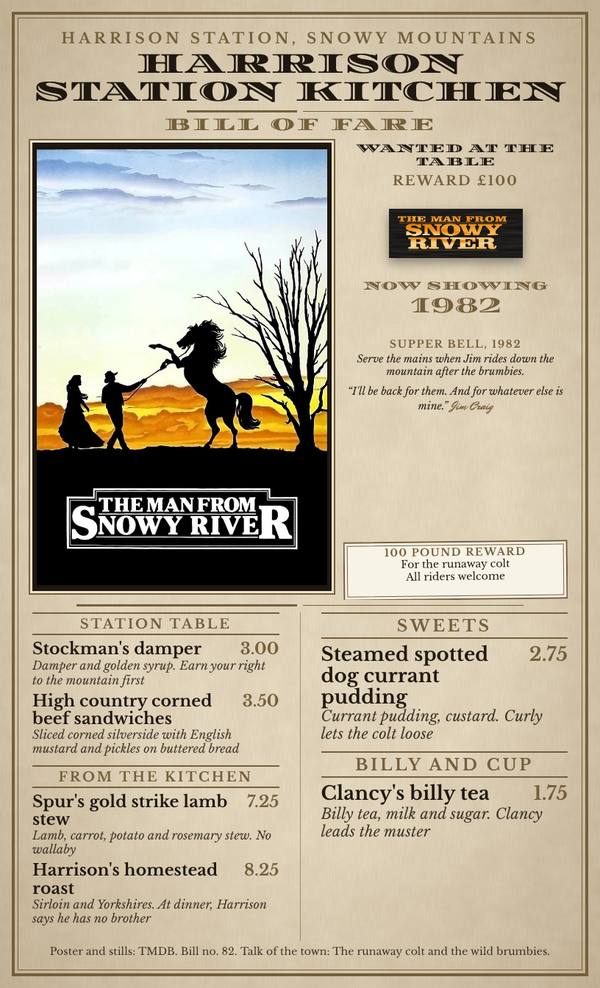 HARRISON STATION, SNOWY MOUNTAINS
HARRISON
STATION KITCHEN
BILL OF FARE
THE MAN FROM
SNOWY RIVER
WANTED AT THE
TABLE
REWARD £100
THE MAN FROM
SNOWY
RIVER
NOW SHOWING
1982
SUPPER BELL, 1982
Serve the mains when Jim rides down the
mountain after the brumbies.
“I'll be back for them. And for whatever else is
mine.” Jim Craig
100 POUND REWARD
For the runaway colt
All riders welcome
STATION TABLE
Stockman's damper 3.00
Damper and golden syrup. Earn your right
to the mountain first
High country corned 3.50
beef sandwiches
Sliced corned silverside with English
mustard and pickles on buttered bread
FROM THE KITCHEN
Spur's gold strike lamb 7.25
stew
Lamb, carrot, potato and rosemary stew. No
wallaby
Harrison's homestead 8.25
roast
Sirloin and Yorkshires. At dinner, Harrison
says he has no brother
SWEETS
Steamed spotted 2.75
dog currant
pudding
Currant pudding, custard. Curly
lets the colt loose
BILLY AND CUP
Clancy's billy tea 1.75
Billy tea, milk and sugar. Clancy
leads the muster
Poster and stills: TMDB. Bill no. 82. Talk of the town: The runaway colt and the wild brumbies.